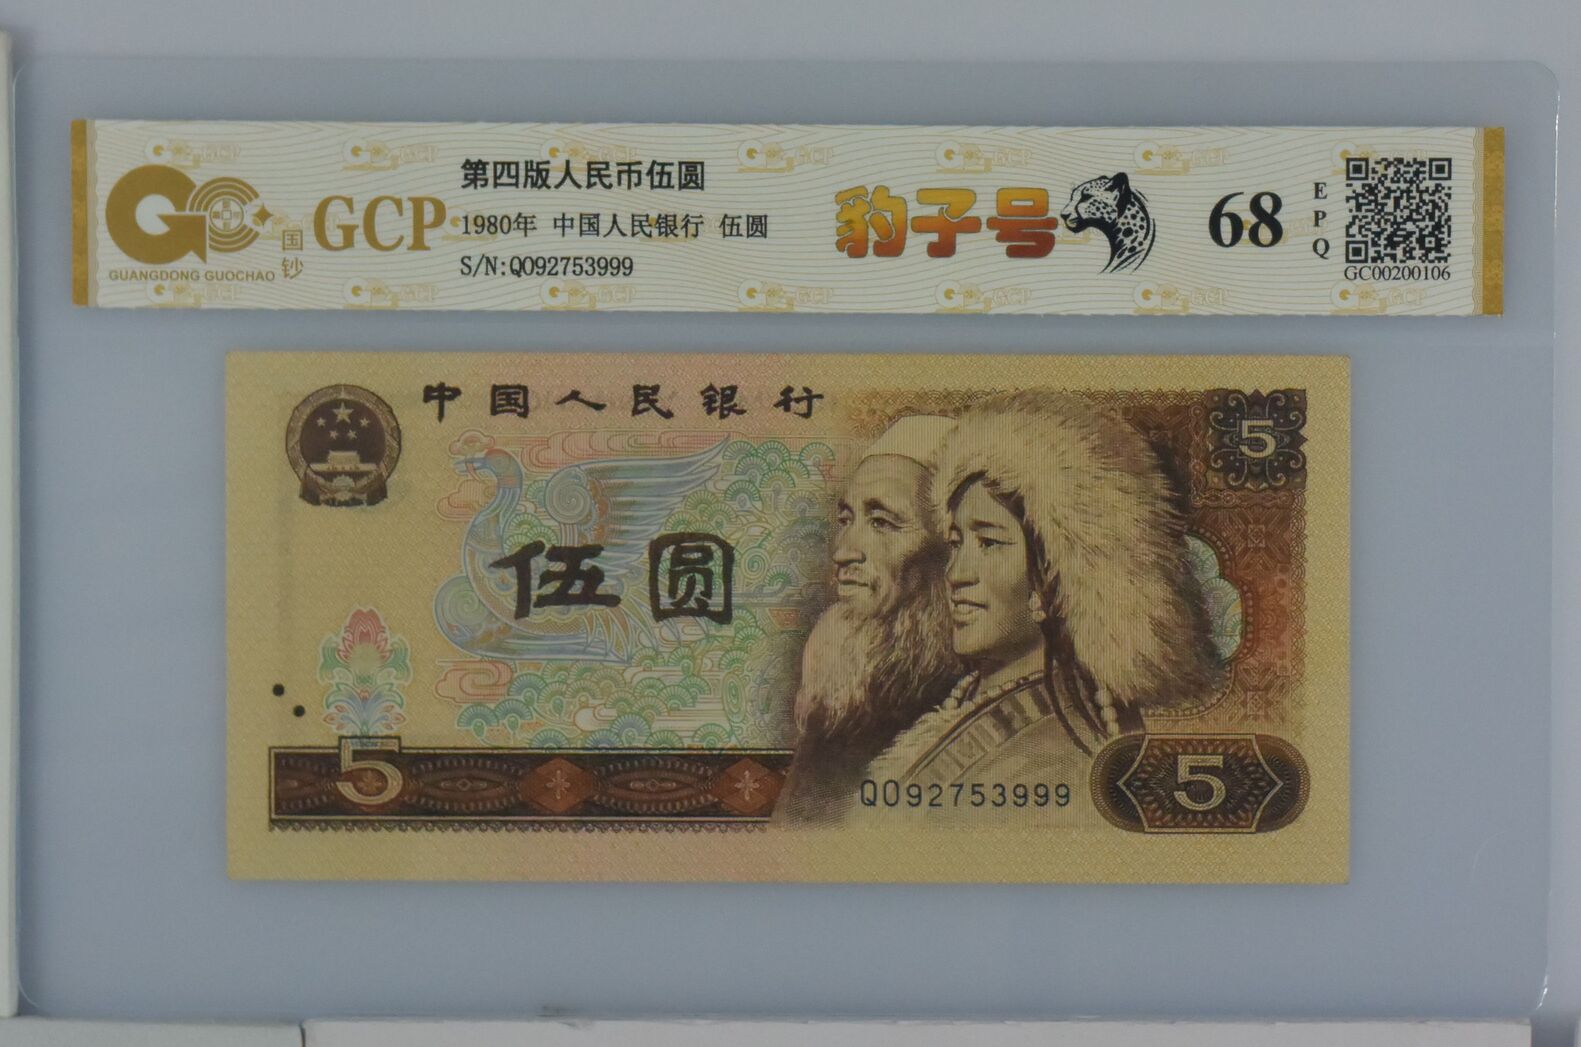 GUANGDONG GUOCHAO
国钞
GCP
第四版人民币伍圆
1980年 中国人民银行 伍圆
S/N:QO92753999
豹子号
68
EPQ
GC00200106
中国人民银行
5
伍圆
5
QO92753999
5